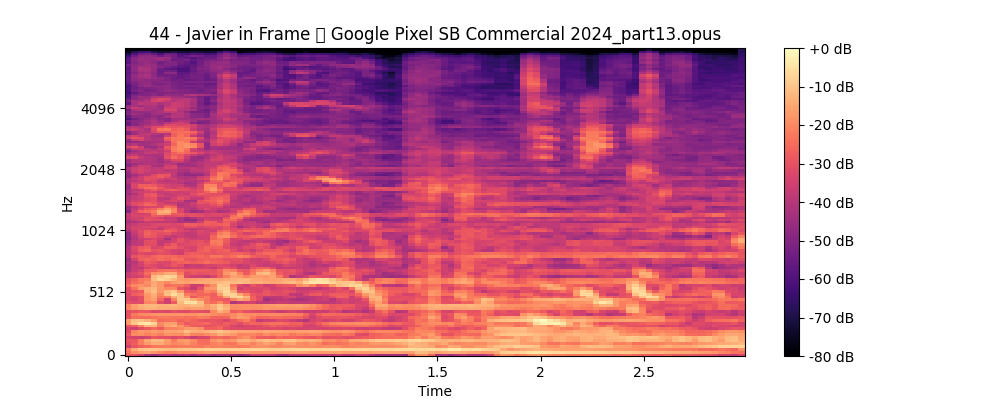 44 - Javier in Frame ▯ Google Pixel SB Commercial 2024_part13.opus
Hz
4096
2048
1024
512
0
0
0.5
1
1.5
2
2.5
Time
+0 dB
-10 dB
-20 dB
-30 dB
-40 dB
-50 dB
-60 dB
-70 dB
-80 dB